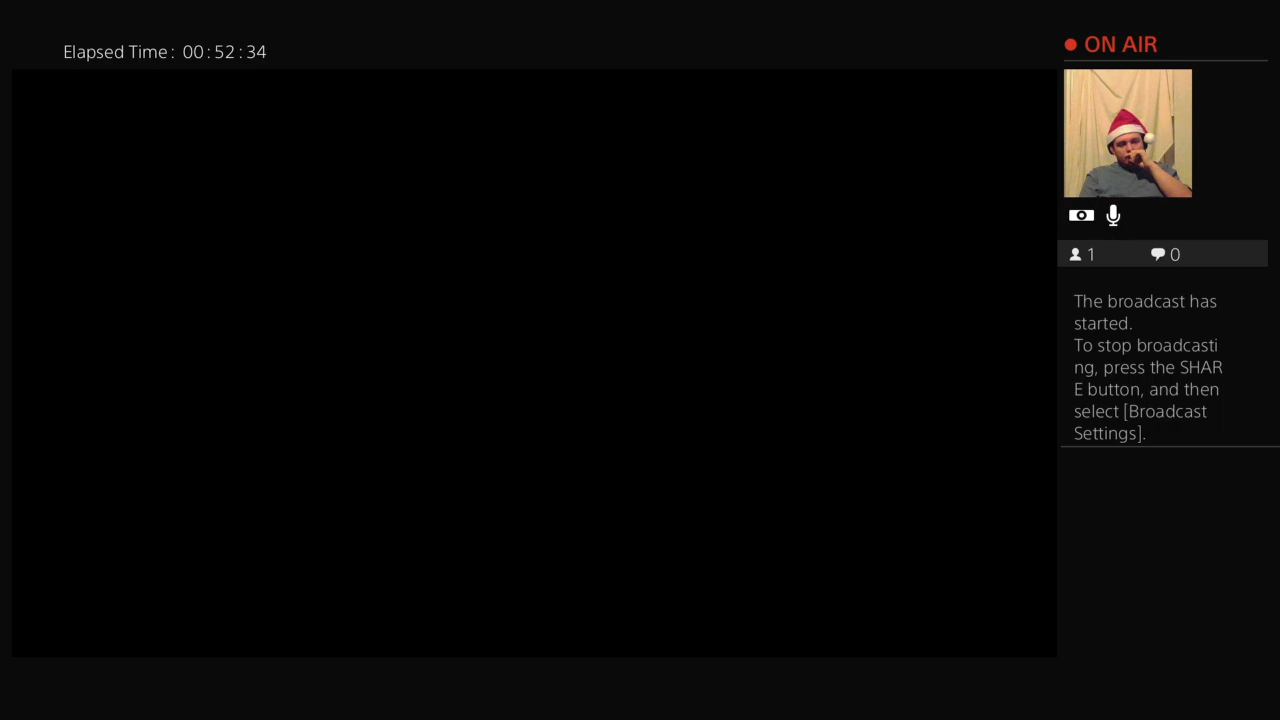 Elapsed Time: 00:52:34
ON AIR
1 0
The broadcast has
started.
To stop broadcasti
ng, press the SHAR
E button, and then
select [Broadcast
Settings].